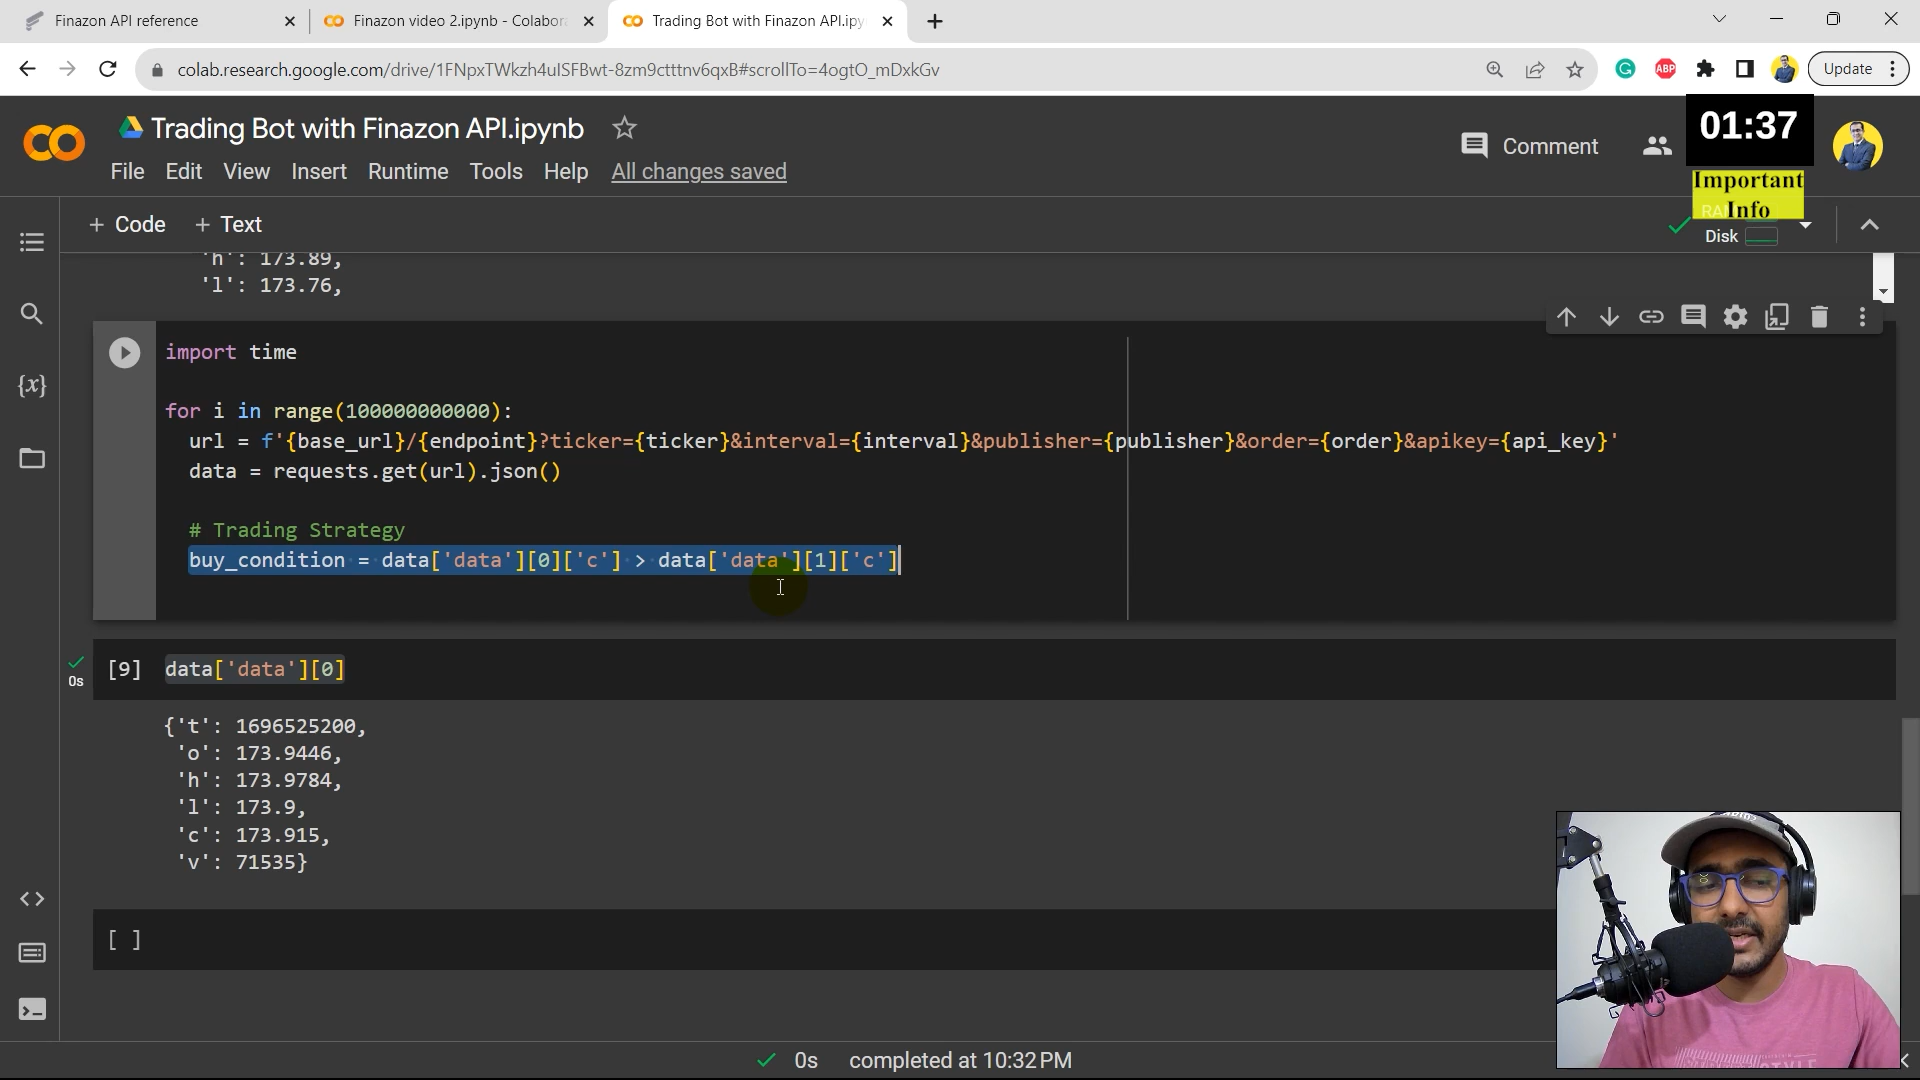 Finazon API reference
Finazon video 2.ipynb - Colabor
Trading Bot with Finazon API.ipy
colab.research.google.com/drive/1FNpxTWkzh4uISFBwt-8zm9ctttnv6qxB#scrollTo=4ogtO_mDxkGv
ABP
Update
Trading Bot with Finazon API.ipynb
01:37
Comment
File Edit View Insert Runtime Tools Help All changes saved
Important
Info
+ Code + Text
RAM
Disk
'h': 173.89,
'l': 173.76,
import time
for i in range(100000000000):
url = f'{base_url}/{endpoint}?ticker={ticker}&interval={interval}&publisher={publisher}&order={order}&apikey={api_key}'
data = requests.get(url).json()
# Trading Strategy
buy_condition = data['data'][0]['c'] > data['data'][1]['c']
0s
[9] data['data'][0]
{'t': 1696525200,
'o': 173.9446,
'h': 173.9784,
'l': 173.9,
'c': 173.915,
'v': 71535}
[ ]
0s completed at 10:32 PM